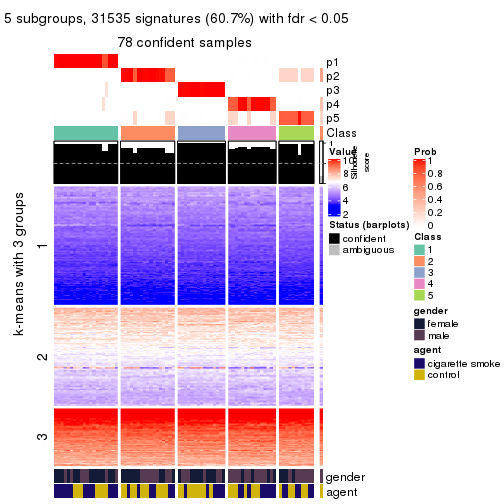 5 subgroups, 31535 signatures (60.7%) with fdr < 0.05
78 confident samples
p1
p2
p3
p4
p5
Class
1
Silhouette
score
k-means with 3 groups
1
2
3
gender
agent
Value
10
8
6
4
2
Status (barplots)
confident
ambiguous
Prob
1
0.8
0.6
0.4
0.2
0
Class
1
2
3
4
5
gender
female
male
agent
cigarette smoke
control